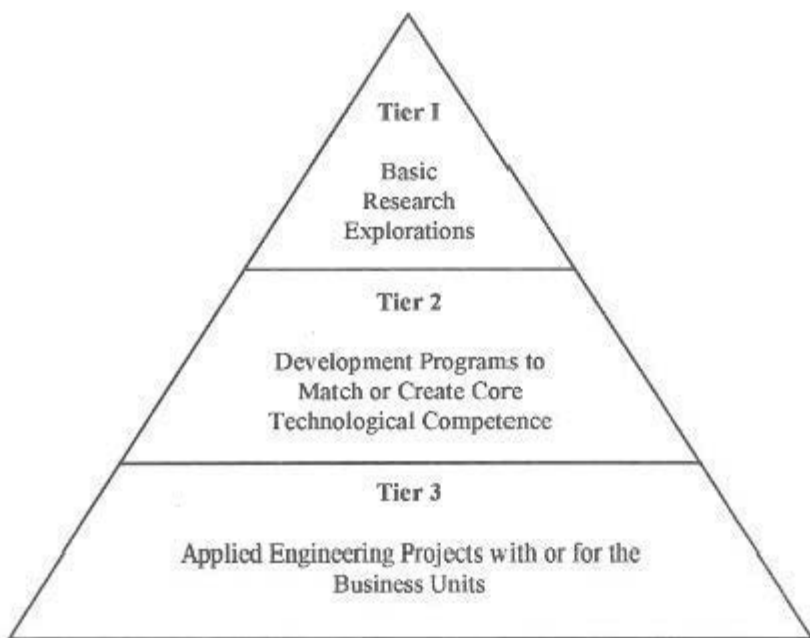 Tier I
Basic
Research
Explorations
Tier 2
Development Programs to
Match or Create Core
Technological Competence
Tier 3
Applied Engineering Projects with or for the
Business Units